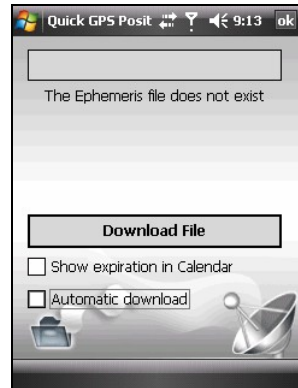 Quick GPS Posit 9:13 ok
The Ephemeris file does not exist
Download File
Show expiration in Calendar
Automatic download